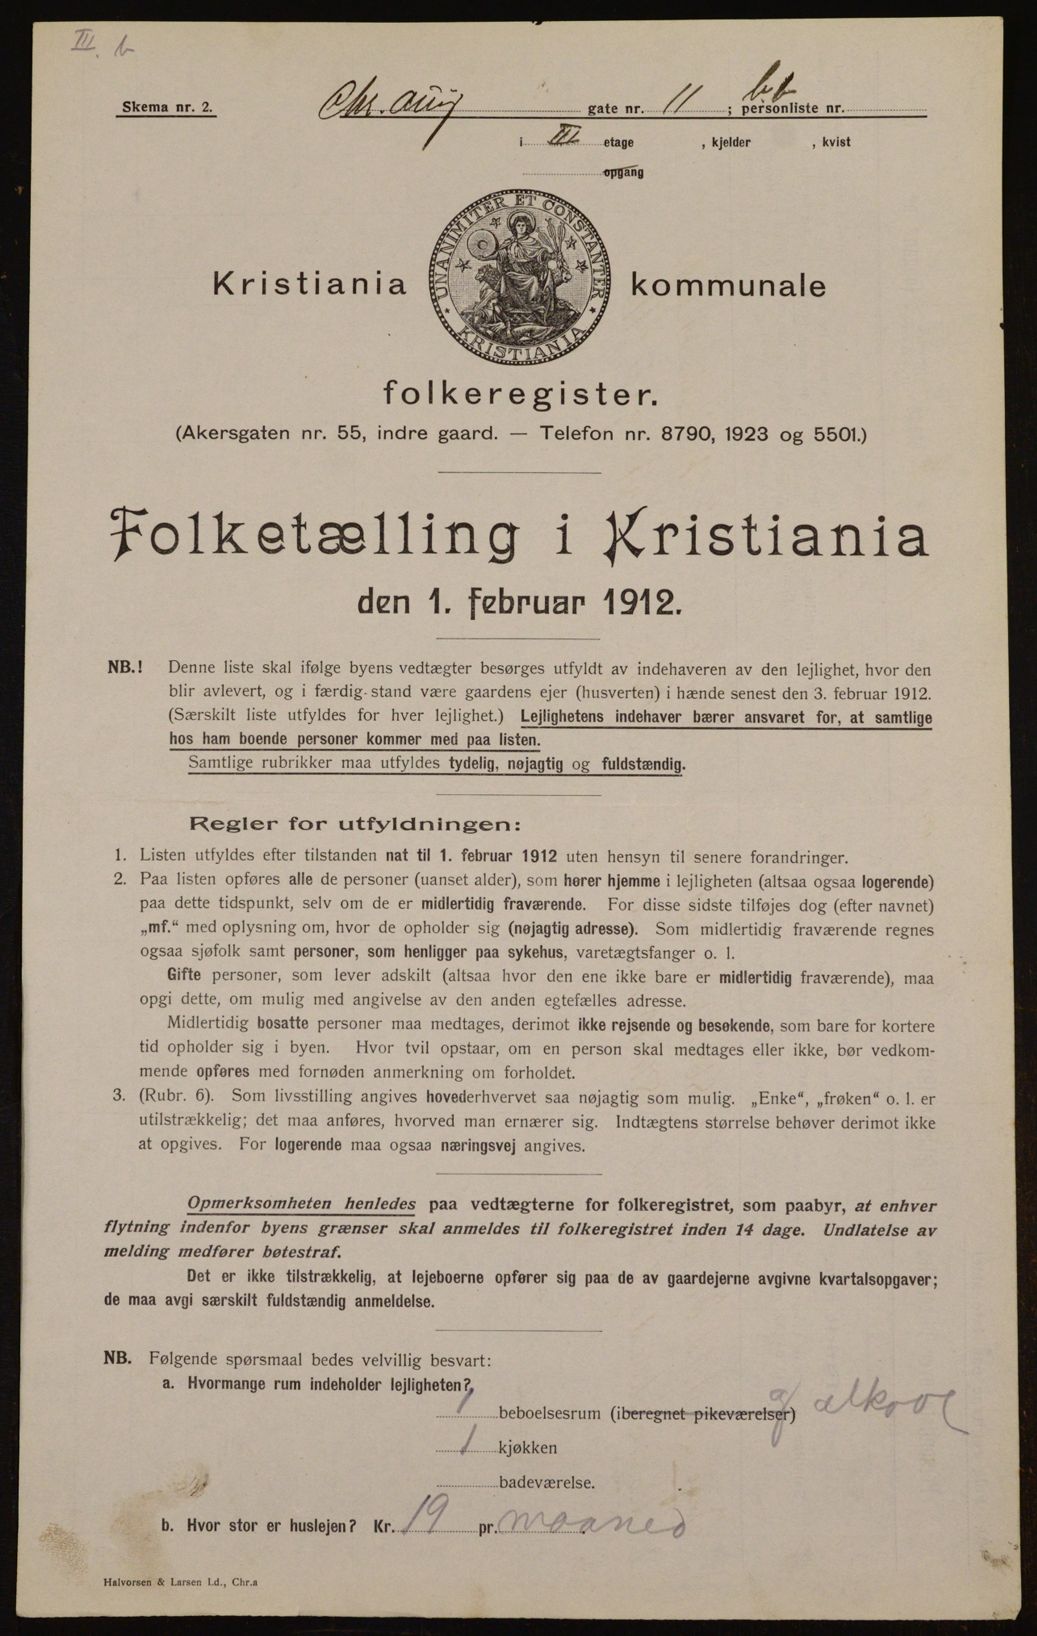 III. b
Skema nr. 2. Chr. Aug gate nr. 11; personliste nr. bb
i III etage , kjelder , kvist
opgang
UNANIMITER ET CONSTANTER
KRISTIANIA
Kristiania kommunale
folkeregister.
(Akersgaten nr. 55, indre gaard. — Telefon nr. 8790, 1923 og 5501.)
Folketælling i Kristiania
den 1. februar 1912.
NB.! Denne liste skal ifølge byens vedtægter besørges utfyldt av indehaveren av den lejlighet, hvor den
blir avlevert, og i færdig stand være gaardens ejer (husverten) i hænde senest den 3. februar 1912.
(Særskilt liste utfyldes for hver lejlighet.) Lejlighetens indehaver bærer ansvaret for, at samtlige
hos ham boende personer kommer med paa listen.
Samtlige rubrikker maa utfyldes tydelig, nøjagtig og fuldstændig.
Regler for utfyldningen:
1. Listen utfyldes efter tilstanden nat til 1. februar 1912 uten hensyn til senere forandringer.
2. Paa listen opføres alle de personer (uanset alder), som hører hjemme i lejligheten (altsaa ogsaa logerende)
paa dette tidspunkt, selv om de er midlertidig fraværende. For disse sidste tilføjes dog (efter navnet)
„mf.“ med oplysning om, hvor de opholder sig (nøjagtig adresse). Som midlertidig fraværende regnes
ogsaa sjøfolk samt personer, som henligger paa sykehus, varetægtsfanger o. l.
Gifte personer, som lever adskilt (altsaa hvor den ene ikke bare er midlertidig fraværende), maa
opgi dette, om mulig med angivelse av den anden egtefælles adresse.
Midlertidig bosatte personer maa medtages, derimot ikke rejsende og besøkende, som bare for kortere
tid opholder sig i byen. Hvor tvil opstaar, om en person skal medtages eller ikke, bør vedkom-
mende opføres med fornøden anmerkning om forholdet.
3. (Rubr. 6). Som livsstilling angives hovederhvervet saa nøjagtig som mulig. „Enke“, „frøken“ o. l. er
utilstrækkelig; det maa anføres, hvorved man ernærer sig. Indtægtens størrelse behøver derimot ikke
at opgives. For logerende maa ogsaa næringsvej angives.
Opmerksomheten henledes paa vedtægterne for folkeregistret, som paabyr, at enhver
flytning indenfor byens grænser skal anmeldes til folkeregistret inden 14 dage. Undlatelse av
melding medfører bøtestraf.
Det er ikke tilstrækkelig, at lejeboerne opfører sig paa de av gaardejerne avgivne kvartalsopgaver;
de maa avgi særskilt fuldstændig anmeldelse.
NB. Følgende spørsmaal bedes velvillig besvart:
a. Hvormange rum indeholder lejligheten?
1 beboelsesrum (iberegnet pikeværelser) alkove
1 kjøkken
badeværelse.
b. Hvor stor er huslejen? Kr. 19 pr. maaned
Halvorsen & Larsen Ld., Chr.a